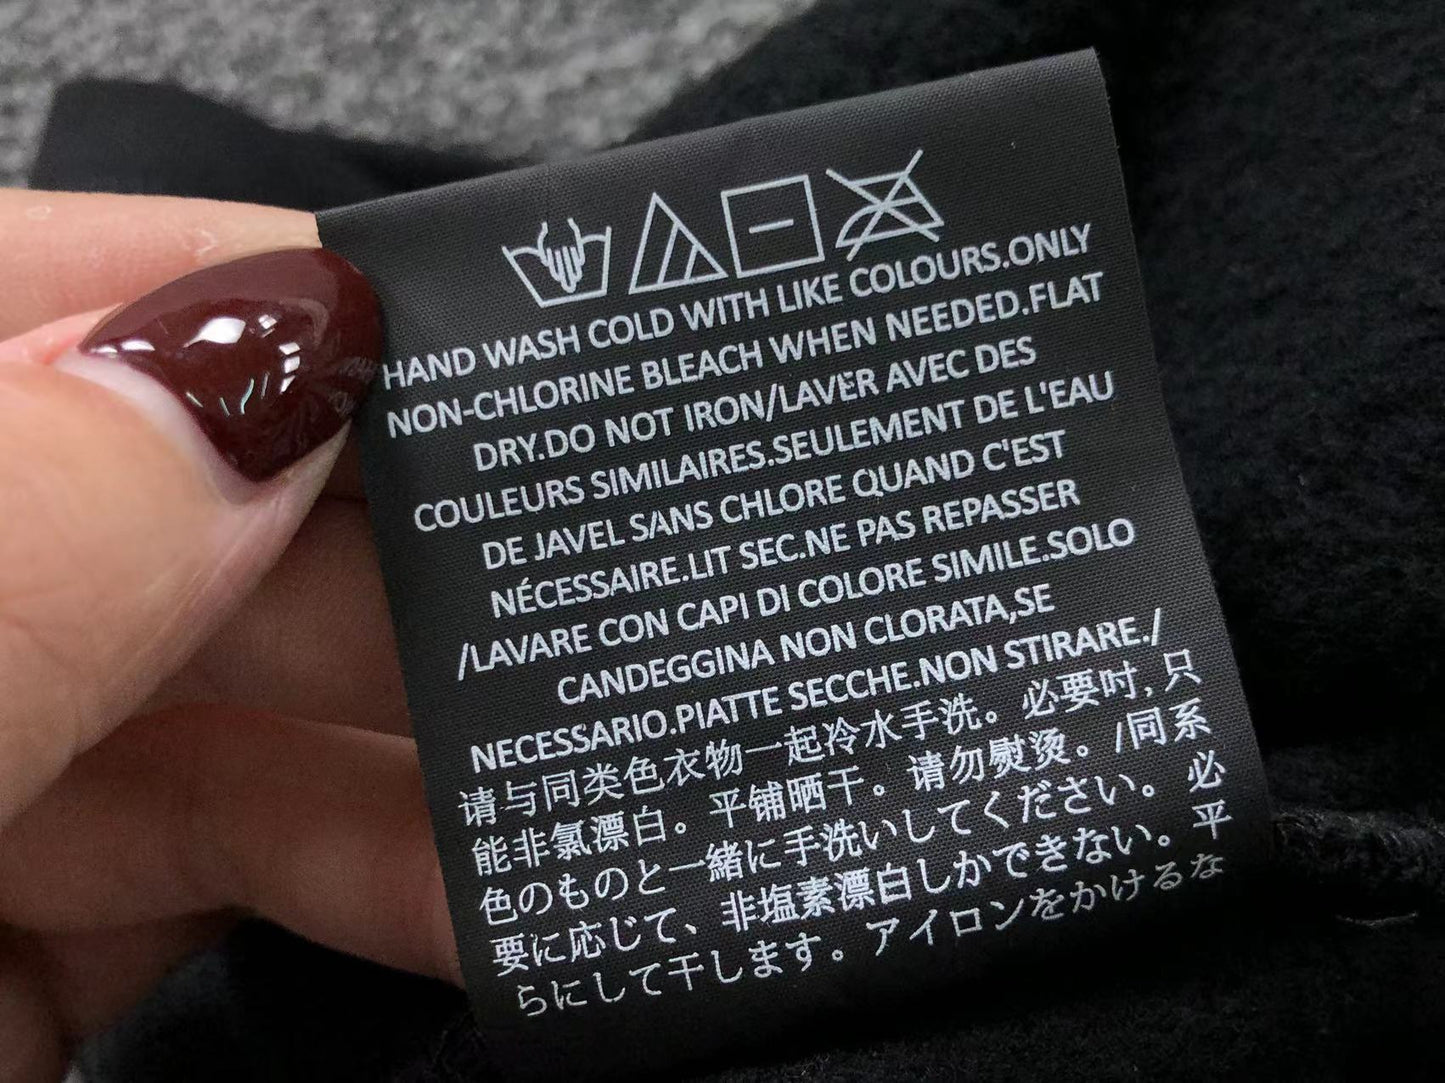 HAND WASH COLD WITH LIKE COLOURS.ONLY
NON-CHLORINE BLEACH WHEN NEEDED.FLAT
DRY.DO NOT IRON/LAVER AVEC DES
COULEURS SIMILAIRES.SEULEMENT DE L'EAU
DE JAVEL SANS CHLORE QUAND C'EST
NÉCESSAIRE.LIT SEC.NE PAS REPASSER
/LAVARE CON CAPI DI COLORE SIMILE.SOLO
CANDEGGINA NON CLORATA,SE
NECESSARIO.PIATTE SECCHE.NON STIRARE./
请与同类色衣物一起冷水手洗。必要时,只
能非氯漂白。平铺晒干。请勿熨烫。/同系
色のものと一緒に手洗いしてください。必
要に応じて、非塩素漂白しかできない。平
らにして干します。アイロンをかけるな